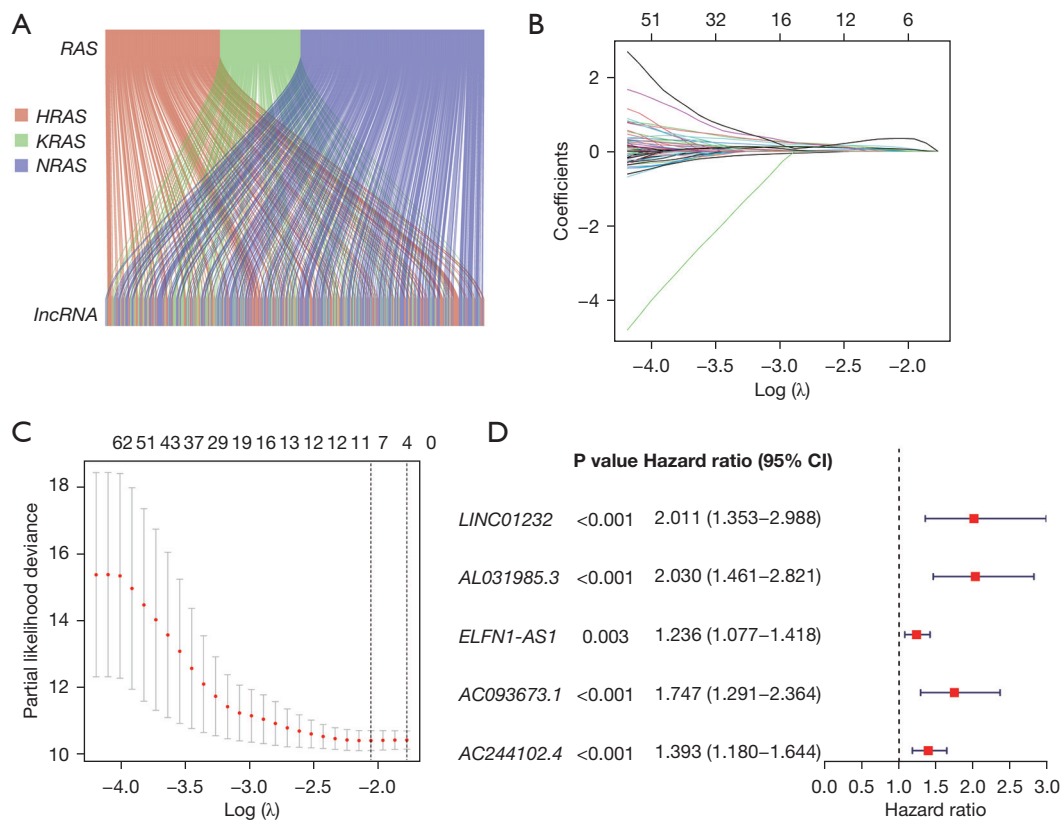 A
RAS
HRAS
KRAS
NRAS
lncRNA
B
51 32 16 12 6
2
0
−2
−4
Coefficients
−4.0 −3.5 −3.0 −2.5 −2.0
Log (λ)
C
62 51 43 37 29 19 16 13 12 12 11 7 4 0
18
16
14
12
10
Partial likelihood deviance
−4.0 −3.5 −3.0 −2.5 −2.0
Log (λ)
D
P value Hazard ratio (95% CI)
LINC01232 <0.001 2.011 (1.353−2.988)
AL031985.3 <0.001 2.030 (1.461−2.821)
ELFN1-AS1 0.003 1.236 (1.077−1.418)
AC093673.1 <0.001 1.747 (1.291−2.364)
AC244102.4 <0.001 1.393 (1.180−1.644)
0.0 0.5 1.0 1.5 2.0 2.5 3.0
Hazard ratio